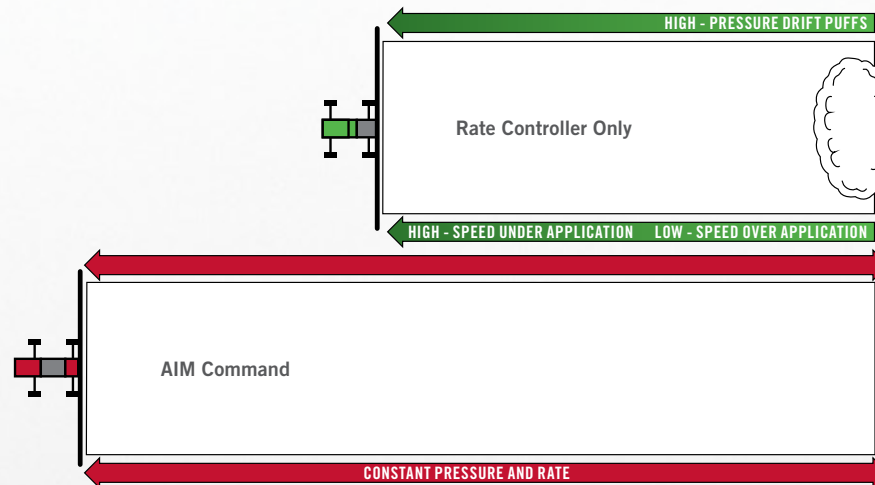 HIGH - PRESSURE DRIFT PUFFS
Rate Controller Only
HIGH - SPEED UNDER APPLICATION LOW - SPEED OVER APPLICATION
AIM Command
CONSTANT PRESSURE AND RATE